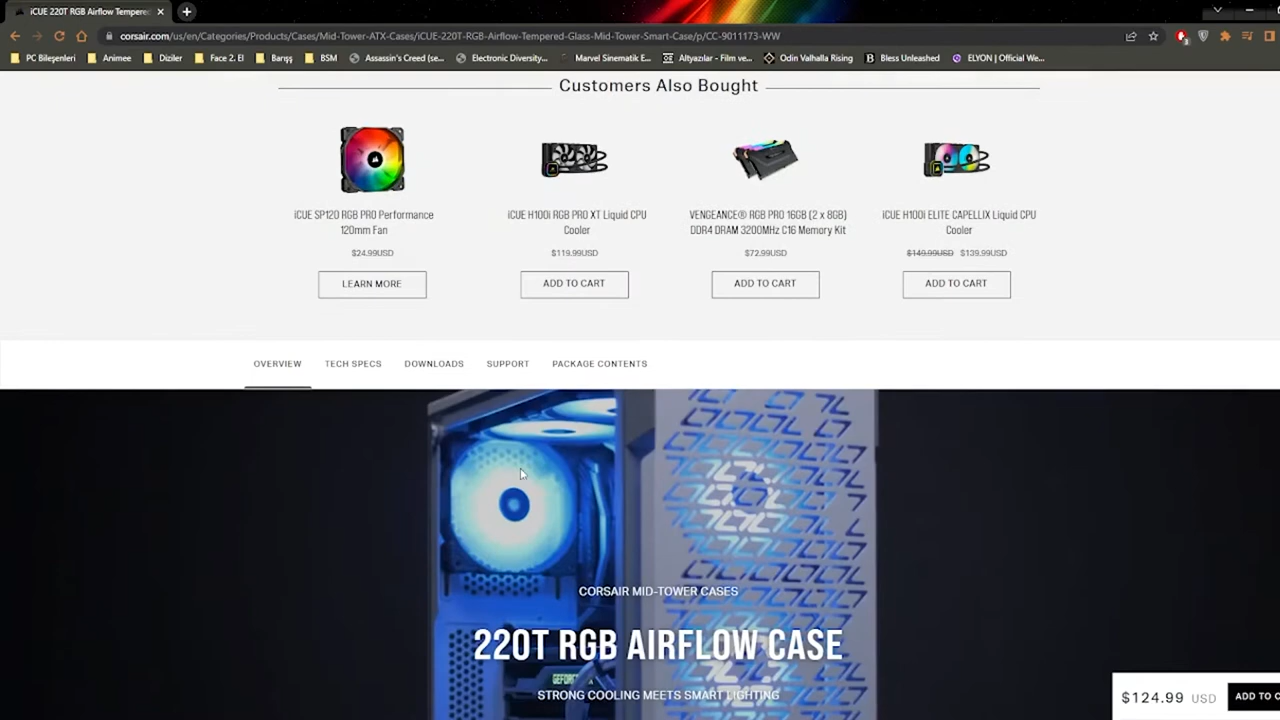 iCUE 220T RGB Airflow Tempered
corsair.com/us/en/Categories/Products/Cases/Mid-Tower-ATX-Cases/iCUE-220T-RGB-Airflow-Tempered-Glass-Mid-Tower-Smart-Case/p/CC-9011173-WW
PC Bileşenleri Animee Diziler Face 2. El Barışş BSM Assassin's Creed (se... Electronic Diversity... Marvel Sinematik E... Altyazılar - Film ve... Odin Valhalla Rising Bless Unleashed ELYON | Official We...
Customers Also Bought
iCUE SP120 RGB PRO Performance
120mm Fan
$24.99USD
LEARN MORE
iCUE H100i RGB PRO XT Liquid CPU
Cooler
$119.99USD
ADD TO CART
VENGEANCE® RGB PRO 16GB (2 x 8GB)
DDR4 DRAM 3200MHz C16 Memory Kit
$72.99USD
ADD TO CART
iCUE H100i ELITE CAPELLIX Liquid CPU
Cooler
$149.99USD $139.99USD
ADD TO CART
OVERVIEW TECH SPECS DOWNLOADS SUPPORT PACKAGE CONTENTS
CORSAIR MID-TOWER CASES
220T RGB AIRFLOW CASE
STRONG COOLING MEETS SMART LIGHTING
$124.99 USD ADD TO C